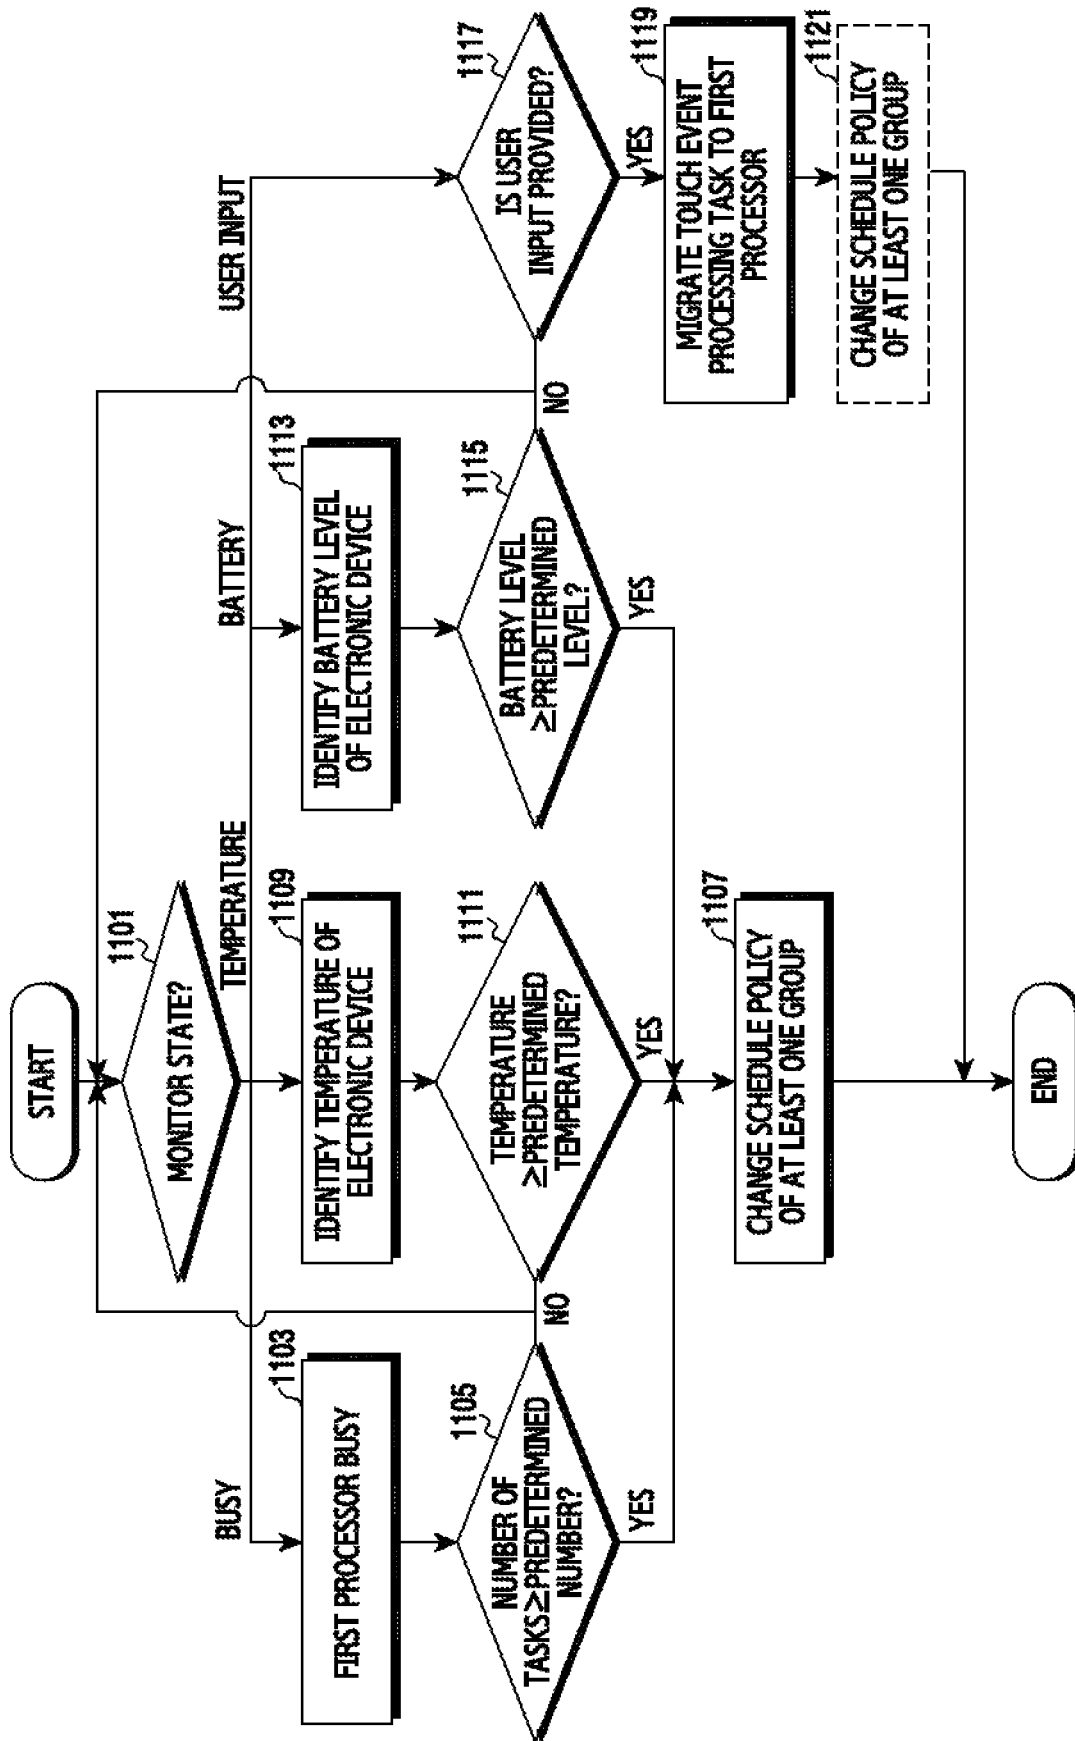 START
1101
MONITOR STATE?
BUSY
TEMPERATURE
BATTERY
USER INPUT
1103
FIRST PROCESSOR BUSY
1109
IDENTIFY TEMPERATURE OF
ELECTRONIC DEVICE
1113
IDENTIFY BATTERY LEVEL
OF ELECTRONIC DEVICE
1105
NUMBER OF
TASKS≥PREDETERMINED
NUMBER?
NO
YES
1111
TEMPERATURE
≥PREDETERMINED
TEMPERATURE?
YES
1115
BATTERY LEVEL
≥PREDETERMINED
LEVEL?
NO
YES
1117
IS USER
INPUT PROVIDED?
YES
1119
MIGRATE TOUCH EVENT
PROCESSING TASK TO FIRST
PROCESSOR
1107
CHANGE SCHEDULE POLICY
OF AT LEAST ONE GROUP
1121
CHANGE SCHEDULE POLICY
OF AT LEAST ONE GROUP
END